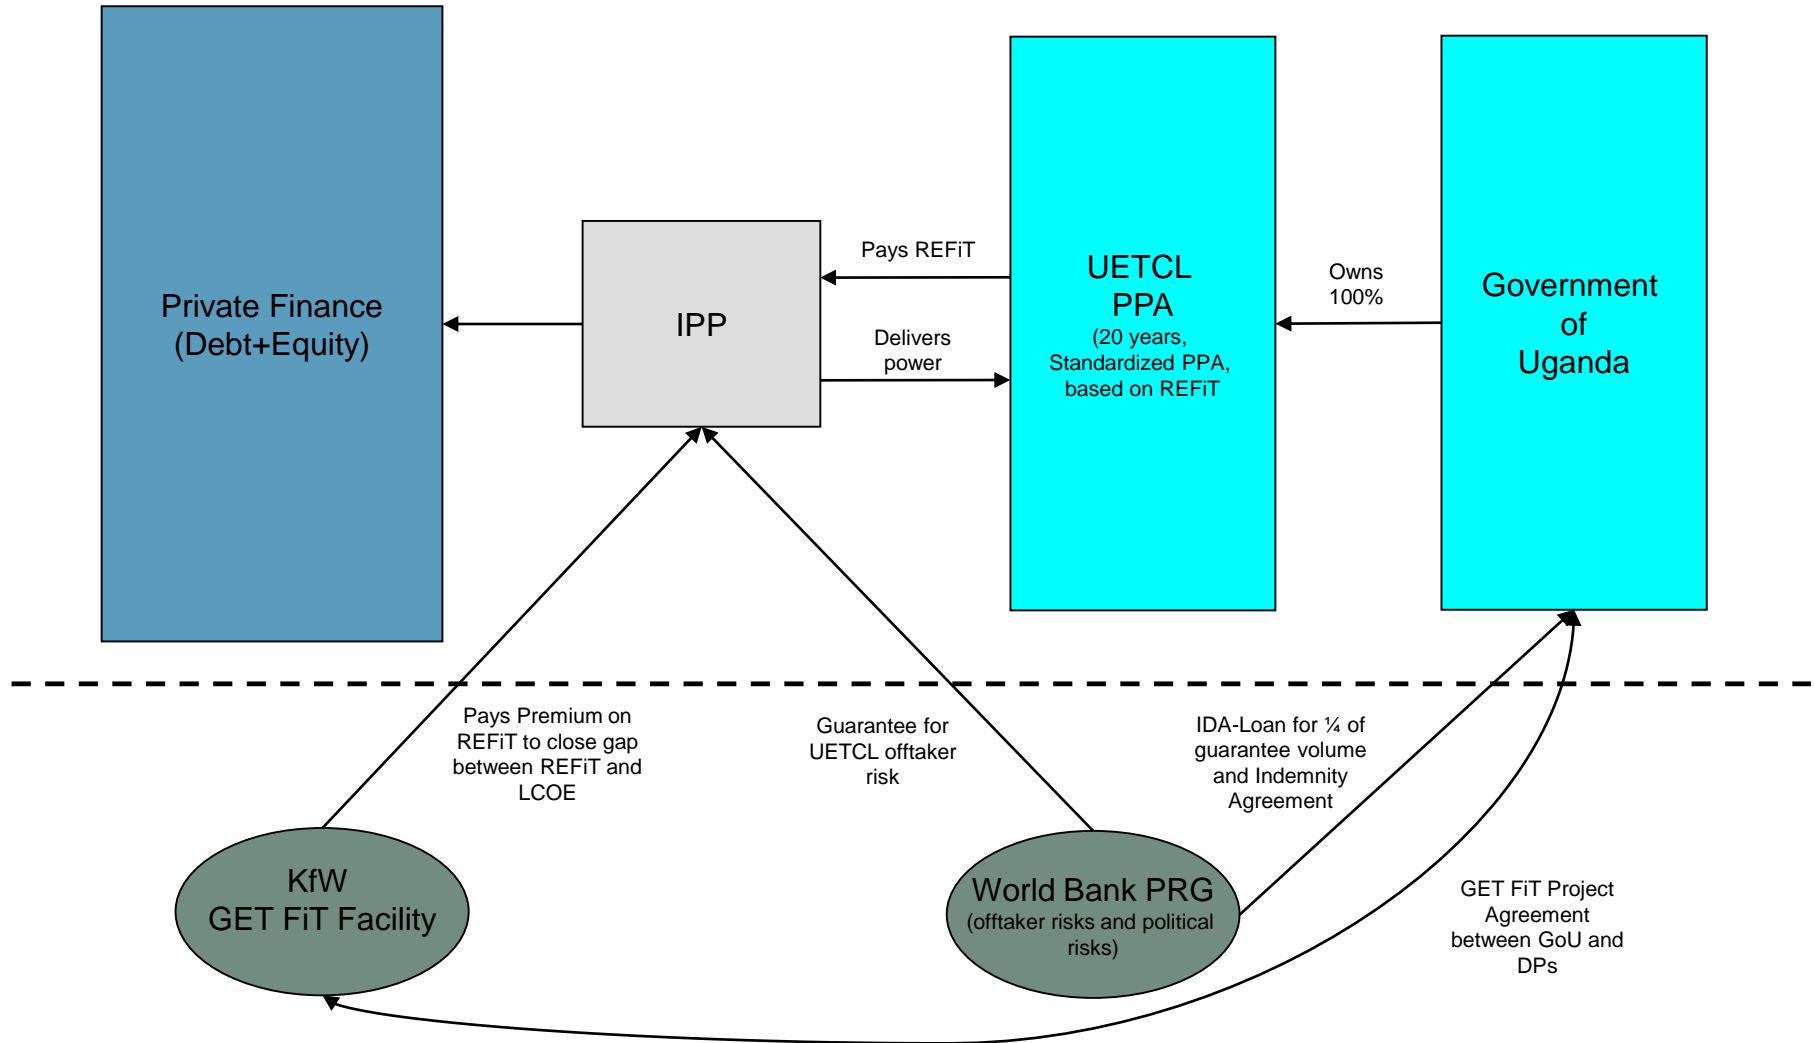 Private Finance
(Debt+Equity)
IPP
Pays REFiT
Delivers
power
UETCL
PPA
(20 years,
Standardized PPA,
based on REFiT
Owns
100%
Government
of
Uganda
Pays Premium on
REFiT to close gap
between REFiT and
LCOE
Guarantee for
UETCL offtaker
risk
IDA-Loan for ¼ of
guarantee volume
and Indemnity
Agreement
KfW
GET FiT Facility
World Bank PRG
(offtaker risks and political
risks)
GET FiT Project
Agreement
between GoU and
DPs